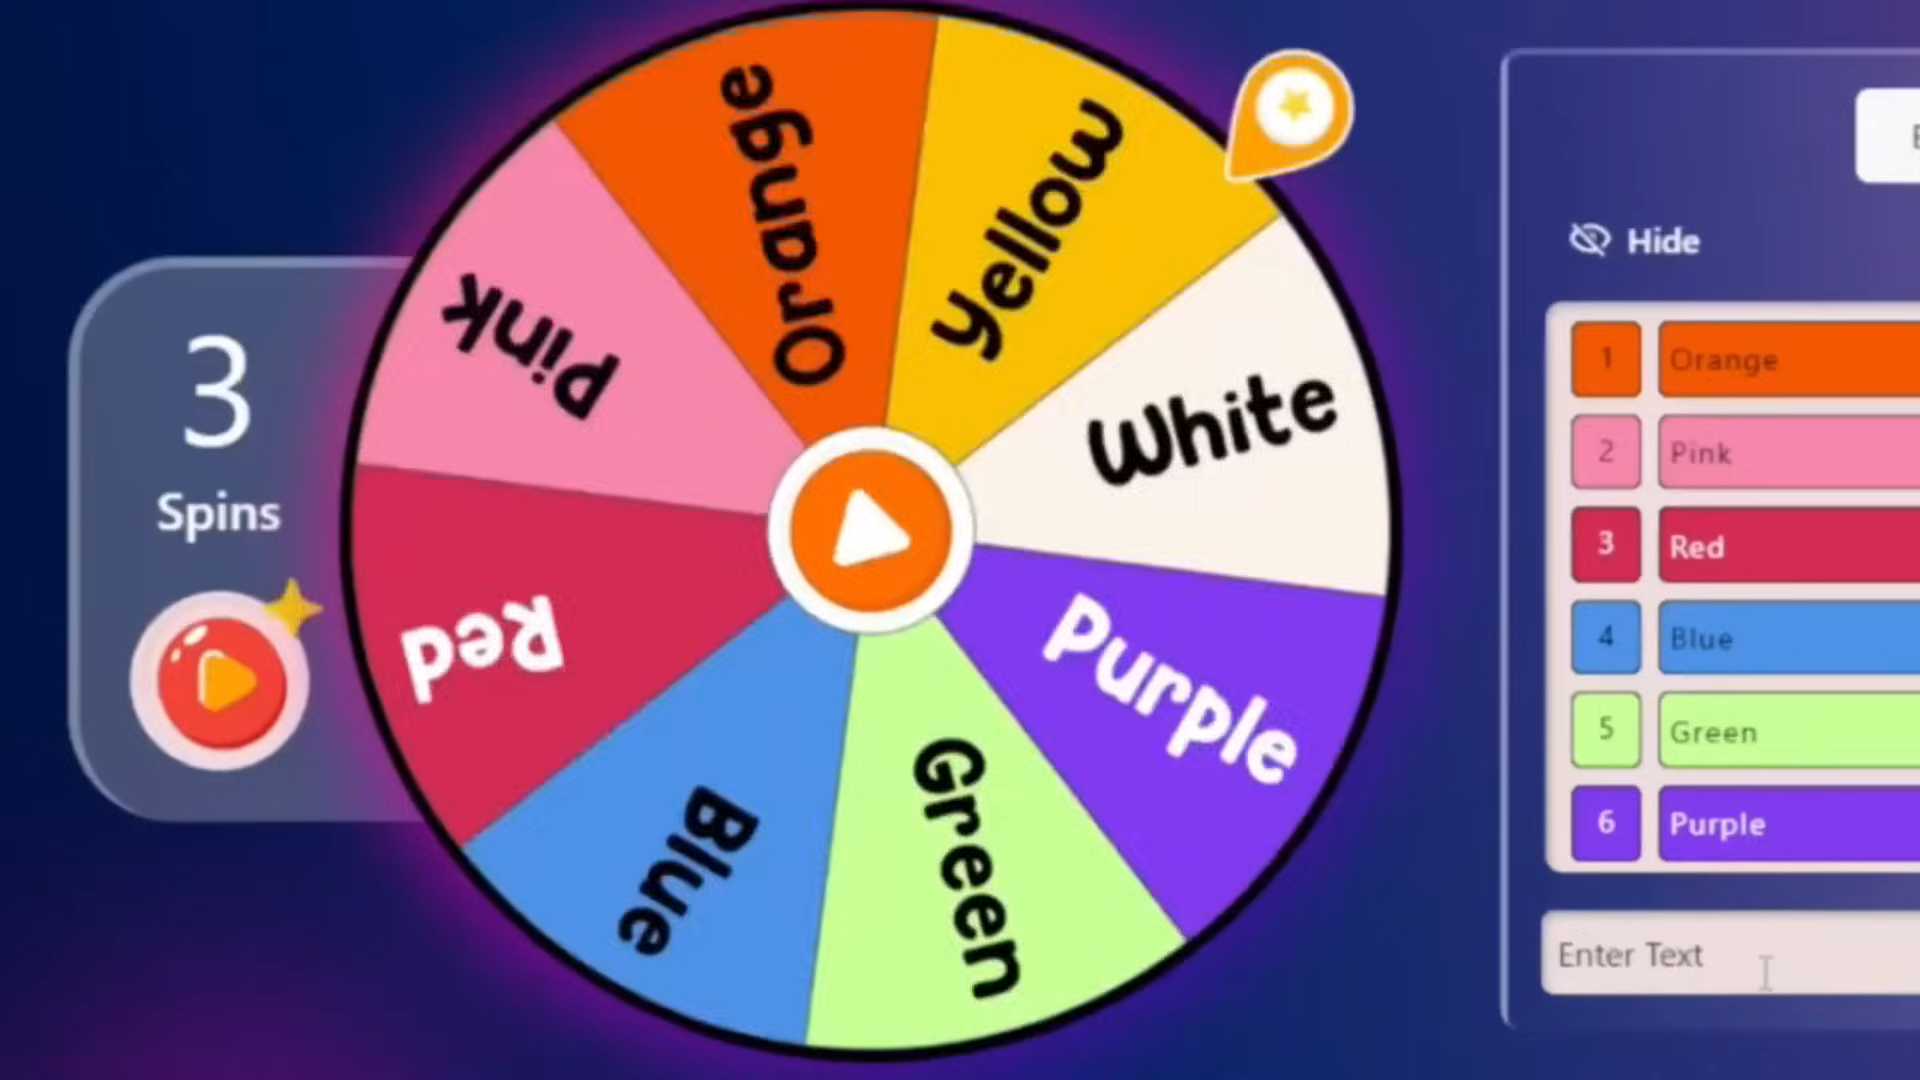 3
Spins
Orange
Yellow
White
Purple
Green
Blue
Red
Pink
Hide
1 Orange
2 Pink
3 Red
4 Blue
5 Green
6 Purple
Enter Text